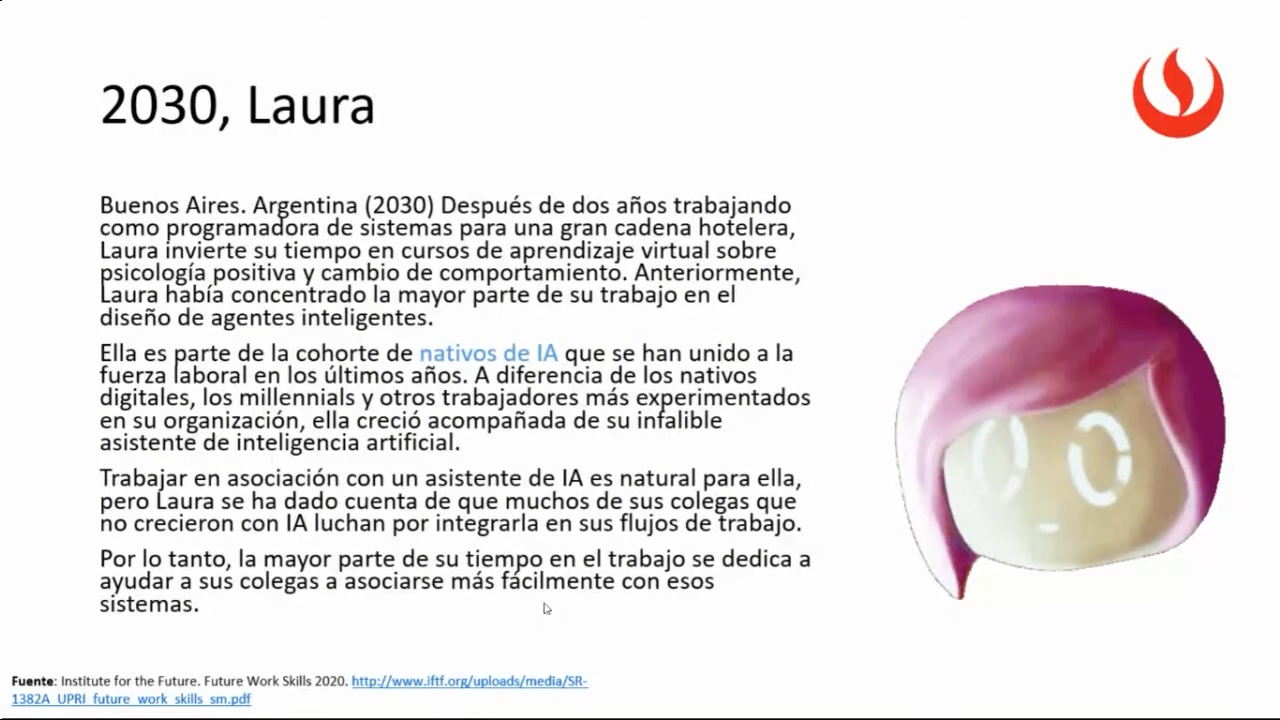 2030, Laura
Buenos Aires. Argentina (2030) Después de dos años trabajando
como programadora de sistemas para una gran cadena hotelera,
Laura invierte su tiempo en cursos de aprendizaje virtual sobre
psicología positiva y cambio de comportamiento. Anteriormente,
Laura había concentrado la mayor parte de su trabajo en el
diseño de agentes inteligentes.
Ella es parte de la cohorte de nativos de IA que se han unido a la
fuerza laboral en los últimos años. A diferencia de los nativos
digitales, los millennials y otros trabajadores más experimentados
en su organización, ella creció acompañada de su infalible
asistente de inteligencia artificial.
Trabajar en asociación con un asistente de IA es natural para ella,
pero Laura se ha dado cuenta de que muchos de sus colegas que
no crecieron con IA luchan por integrarla en sus flujos de trabajo.
Por lo tanto, la mayor parte de su tiempo en el trabajo se dedica a
ayudar a sus colegas a asociarse más fácilmente con esos
sistemas.
Fuente: Institute for the Future. Future Work Skills 2020. http://www.iftf.org/uploads/media/SR-
1382A_UPRI_future_work_skills_sm.pdf